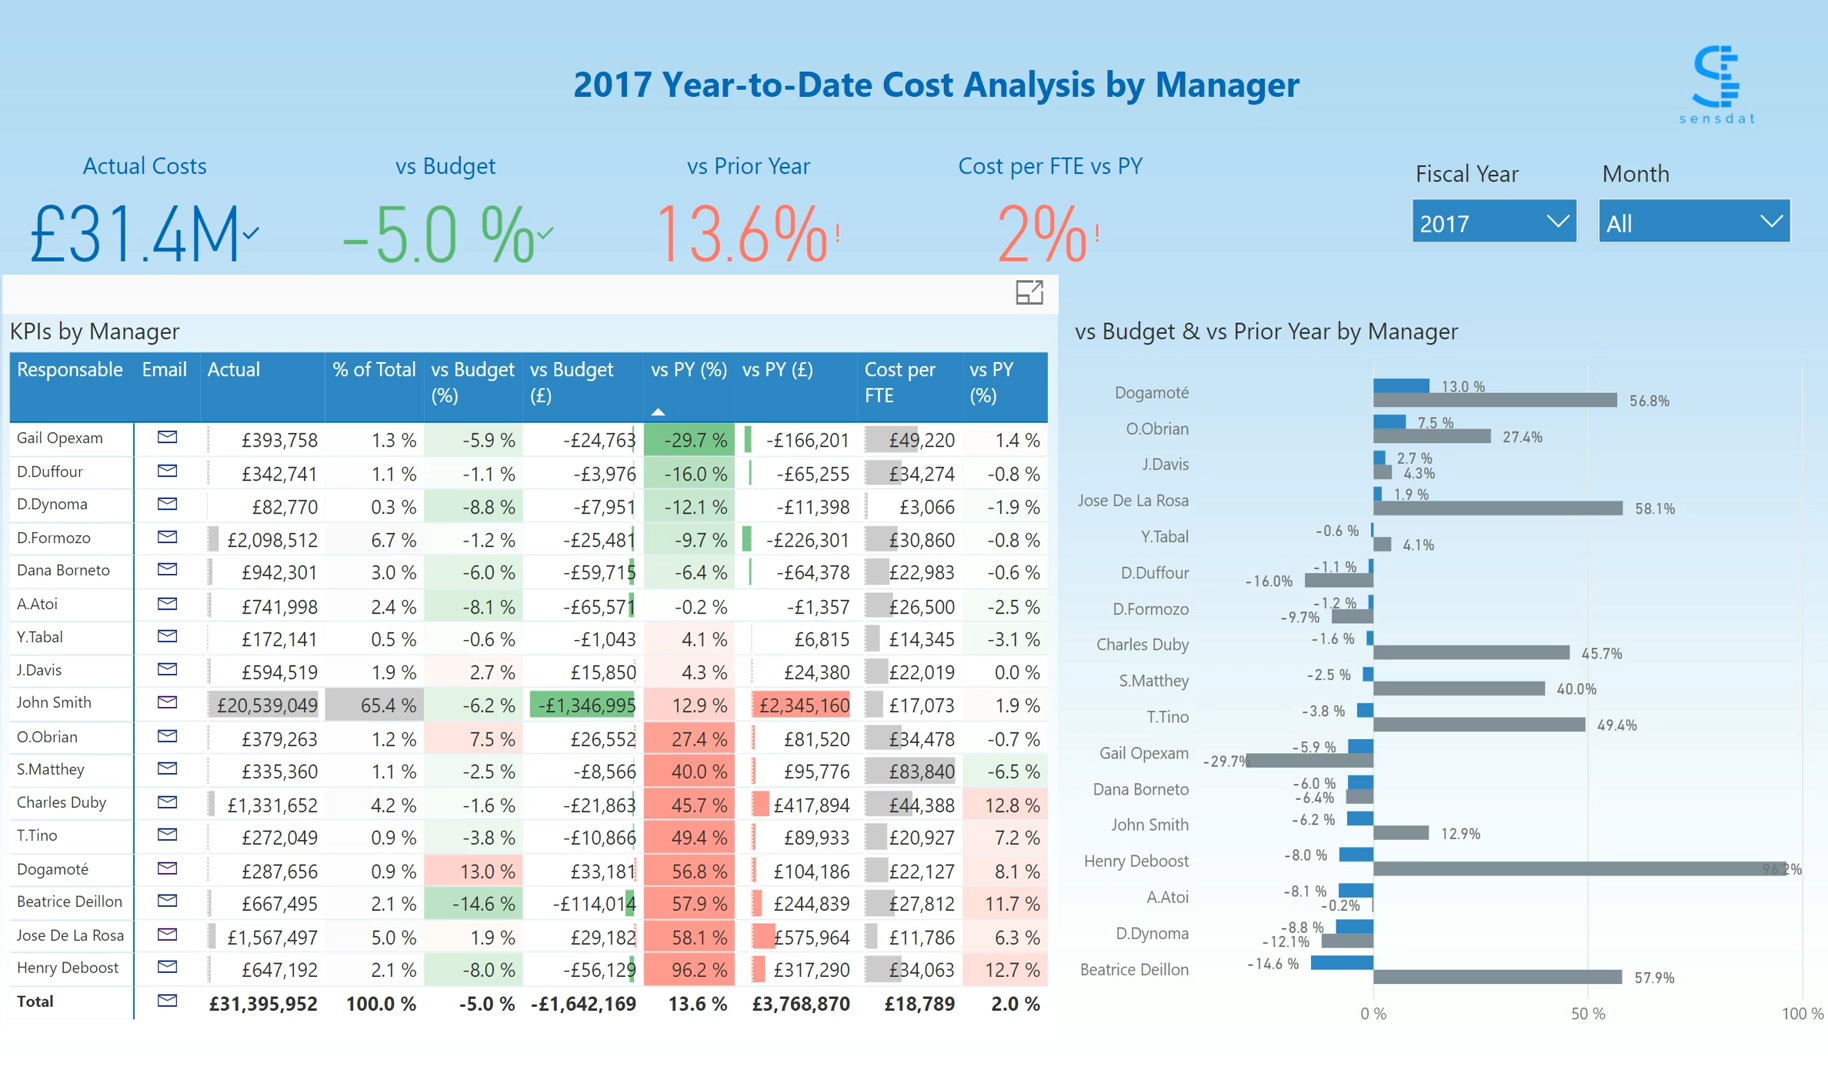 2017 Year-to-Date Cost Analysis by Manager
sensdat
Actual Costs vs Budget vs Prior Year Cost per FTE vs PY
Fiscal Year Month
£31.4M -5.0 % 13.6% ! 2% !
2017 All
KPIs by Manager
Responsable Email Actual % of Total vs Budget (%) vs Budget (£) vs PY (%) vs PY (£) Cost per FTE vs PY (%)
Gail Opexam £393,758 1.3 % -5.9 % -£24,763 -29.7 % -£166,201 £49,220 1.4 %
D.Duffour £342,741 1.1 % -1.1 % -£3,976 -16.0 % -£65,255 £34,274 -0.8 %
D.Dynoma £82,770 0.3 % -8.8 % -£7,951 -12.1 % -£11,398 £3,066 -1.9 %
D.Formozo £2,098,512 6.7 % -1.2 % -£25,481 -9.7 % -£226,301 £30,860 -0.8 %
Dana Borneto £942,301 3.0 % -6.0 % -£59,715 -6.4 % -£64,378 £22,983 -0.6 %
A.Atoi £741,998 2.4 % -8.1 % -£65,571 -0.2 % -£1,357 £26,500 -2.5 %
Y.Tabal £172,141 0.5 % -0.6 % -£1,043 4.1 % £6,815 £14,345 -3.1 %
J.Davis £594,519 1.9 % 2.7 % £15,850 4.3 % £24,380 £22,019 0.0 %
John Smith £20,539,049 65.4 % -6.2 % -£1,346,995 12.9 % £2,345,160 £17,073 1.9 %
O.Obrian £379,263 1.2 % 7.5 % £26,552 27.4 % £81,520 £34,478 -0.7 %
S.Matthey £335,360 1.1 % -2.5 % -£8,566 40.0 % £95,776 £83,840 -6.5 %
Charles Duby £1,331,652 4.2 % -1.6 % -£21,863 45.7 % £417,894 £44,388 12.8 %
T.Tino £272,049 0.9 % -3.8 % -£10,866 49.4 % £89,933 £20,927 7.2 %
Dogamoté £287,656 0.9 % 13.0 % £33,181 56.8 % £104,186 £22,127 8.1 %
Beatrice Deillon £667,495 2.1 % -14.6 % -£114,014 57.9 % £244,839 £27,812 11.7 %
Jose De La Rosa £1,567,497 5.0 % 1.9 % £29,182 58.1 % £575,964 £11,786 6.3 %
Henry Deboost £647,192 2.1 % -8.0 % -£56,129 96.2 % £317,290 £34,063 12.7 %
Total £31,395,952 100.0 % -5.0 % -£1,642,169 13.6 % £3,768,870 £18,789 2.0 %
vs Budget & vs Prior Year by Manager
Dogamoté 13.0 % 56.8%
O.Obrian 7.5 % 27.4%
J.Davis 2.7 % 4.3%
Jose De La Rosa 1.9 % 58.1%
Y.Tabal -0.6 % 4.1%
D.Duffour -1.1 % -16.0%
D.Formozo -1.2 % -9.7%
Charles Duby -1.6 % 45.7%
S.Matthey -2.5 % 40.0%
T.Tino -3.8 % 49.4%
Gail Opexam -5.9 % -29.7%
Dana Borneto -6.0 % -6.4%
John Smith -6.2 % 12.9%
Henry Deboost -8.0 % 96.2%
A.Atoi -8.1 % -0.2%
D.Dynoma -8.8 % -12.1%
Beatrice Deillon -14.6 % 57.9%
0 % 50 % 100 %